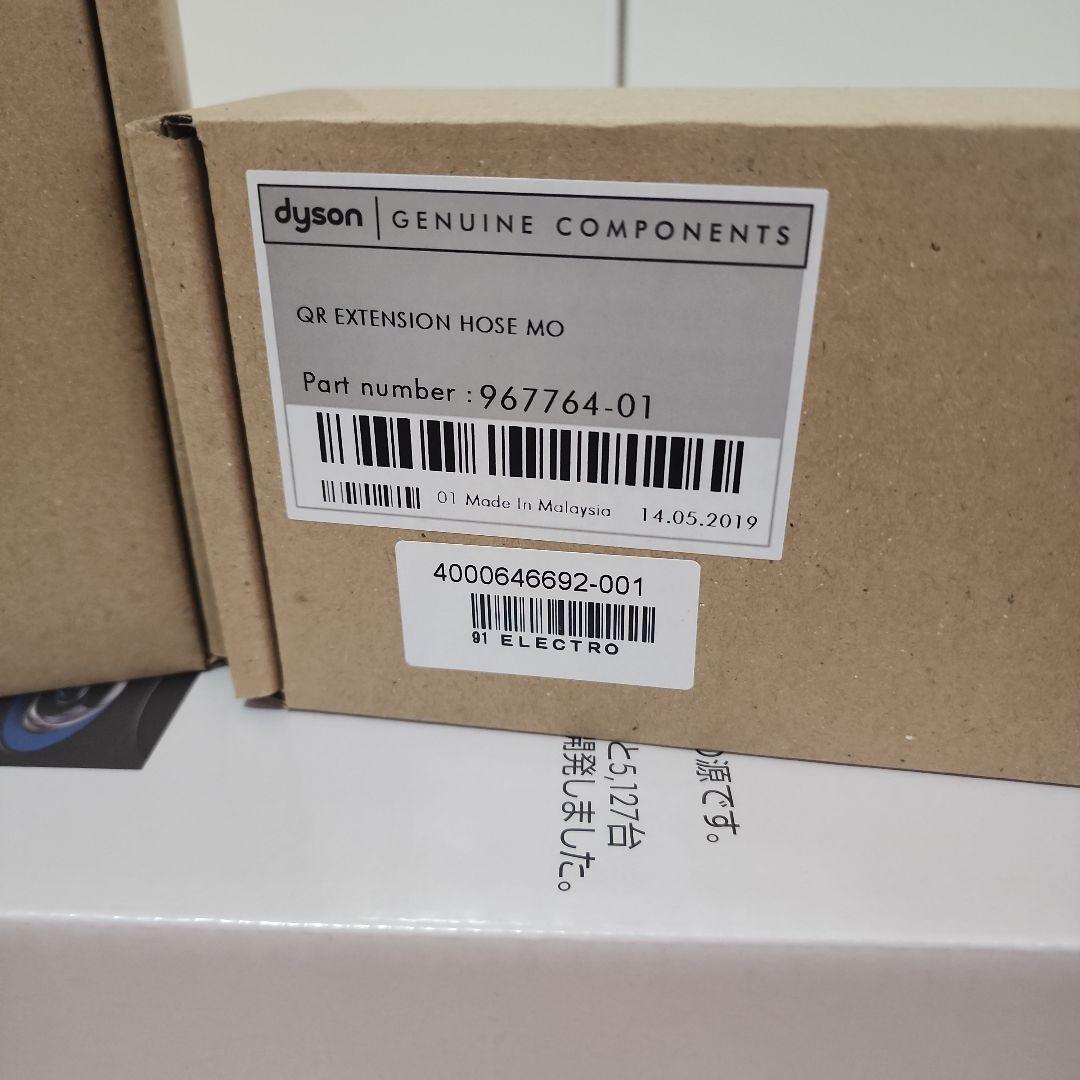 dyson GENUINE COMPONENTS
QR EXTENSION HOSE MO
Part number : 967764-01
01 Made In Malaysia 14.05.2019
4000646692-001
91 ELECTRO
源です。
と5,127台
開発しました。